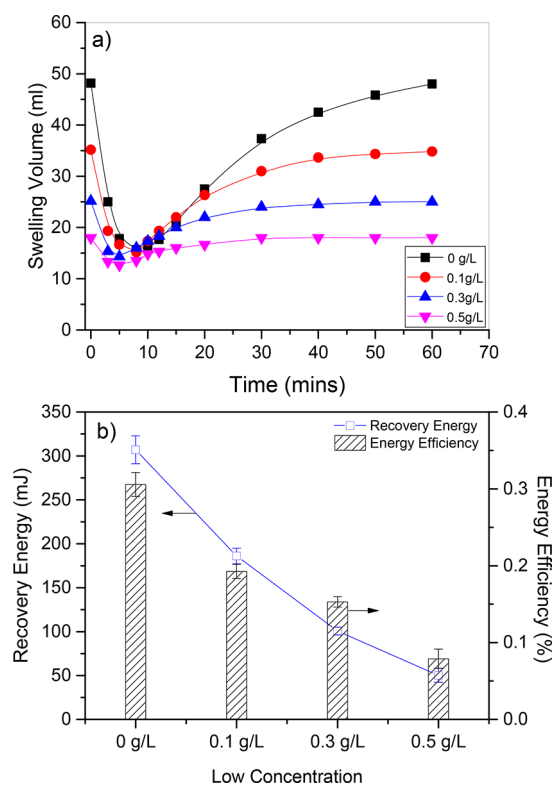 a)
60
50
40
30
20
10
0
Swelling Volume (ml)
0 g/L
0.1g/L
0.3g/L
0.5g/L
0 10 20 30 40 50 60 70
Time (mins)
b)
350
300
250
200
150
100
50
0
Recovery Energy (mJ)
Recovery Energy
Energy Efficiency
0.4
0.3
0.2
0.1
0.0
Energy Efficiency (%)
0 g/L 0.1 g/L 0.3 g/L 0.5 g/L
Low Concentration